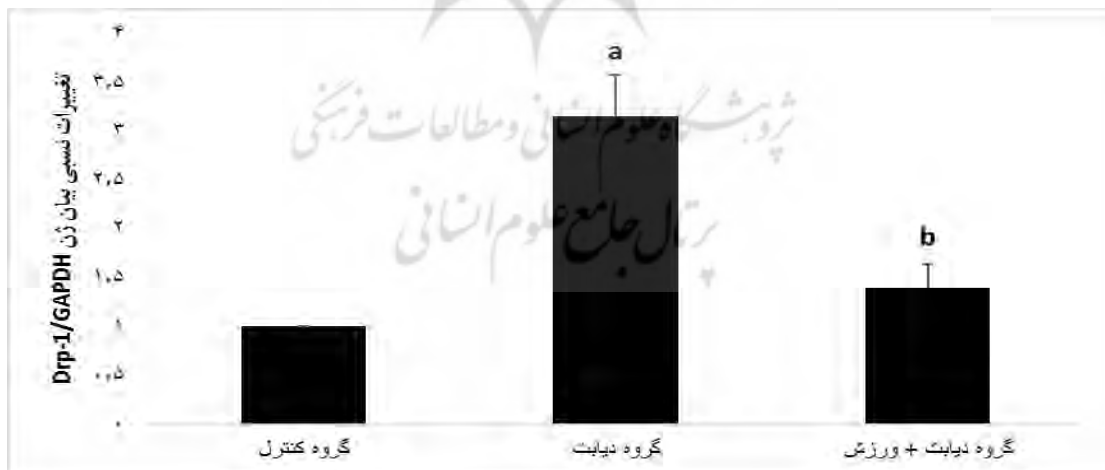 تغییرات نسبی بیان ژن Drp-1/GAPDH
۴
۳,۵
۳
۲,۵
۲
۱,۵
۱
۰,۵
۰
a
b
پژوهشگاه علوم انسانی و مطالعات فرهنگی
پرتال جامع علوم انسانی
گروه کنترل
گروه دیابت
گروه دیابت + ورزش